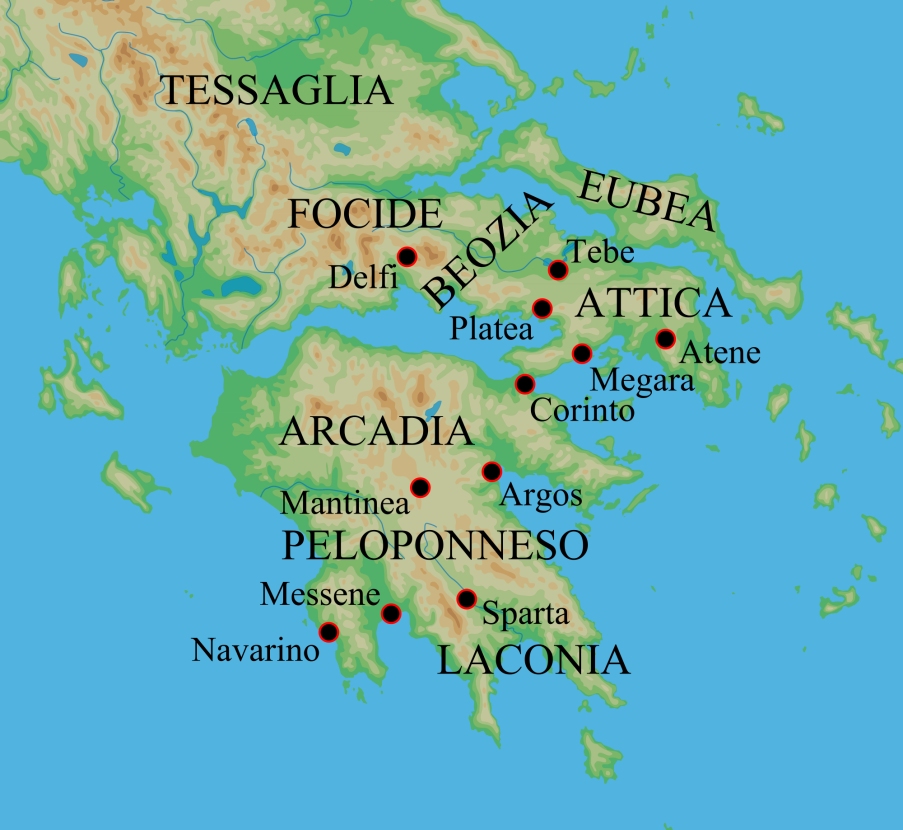 TESSAGLIA
EUBEA
FOCIDE
BEOZIA
Tebe
Delfi
ATTICA
Platea
Atene
Megara
Corinto
ARCADIA
Mantinea
Argos
PELOPONNESO
Messene
Sparta
Navarino
LACONIA